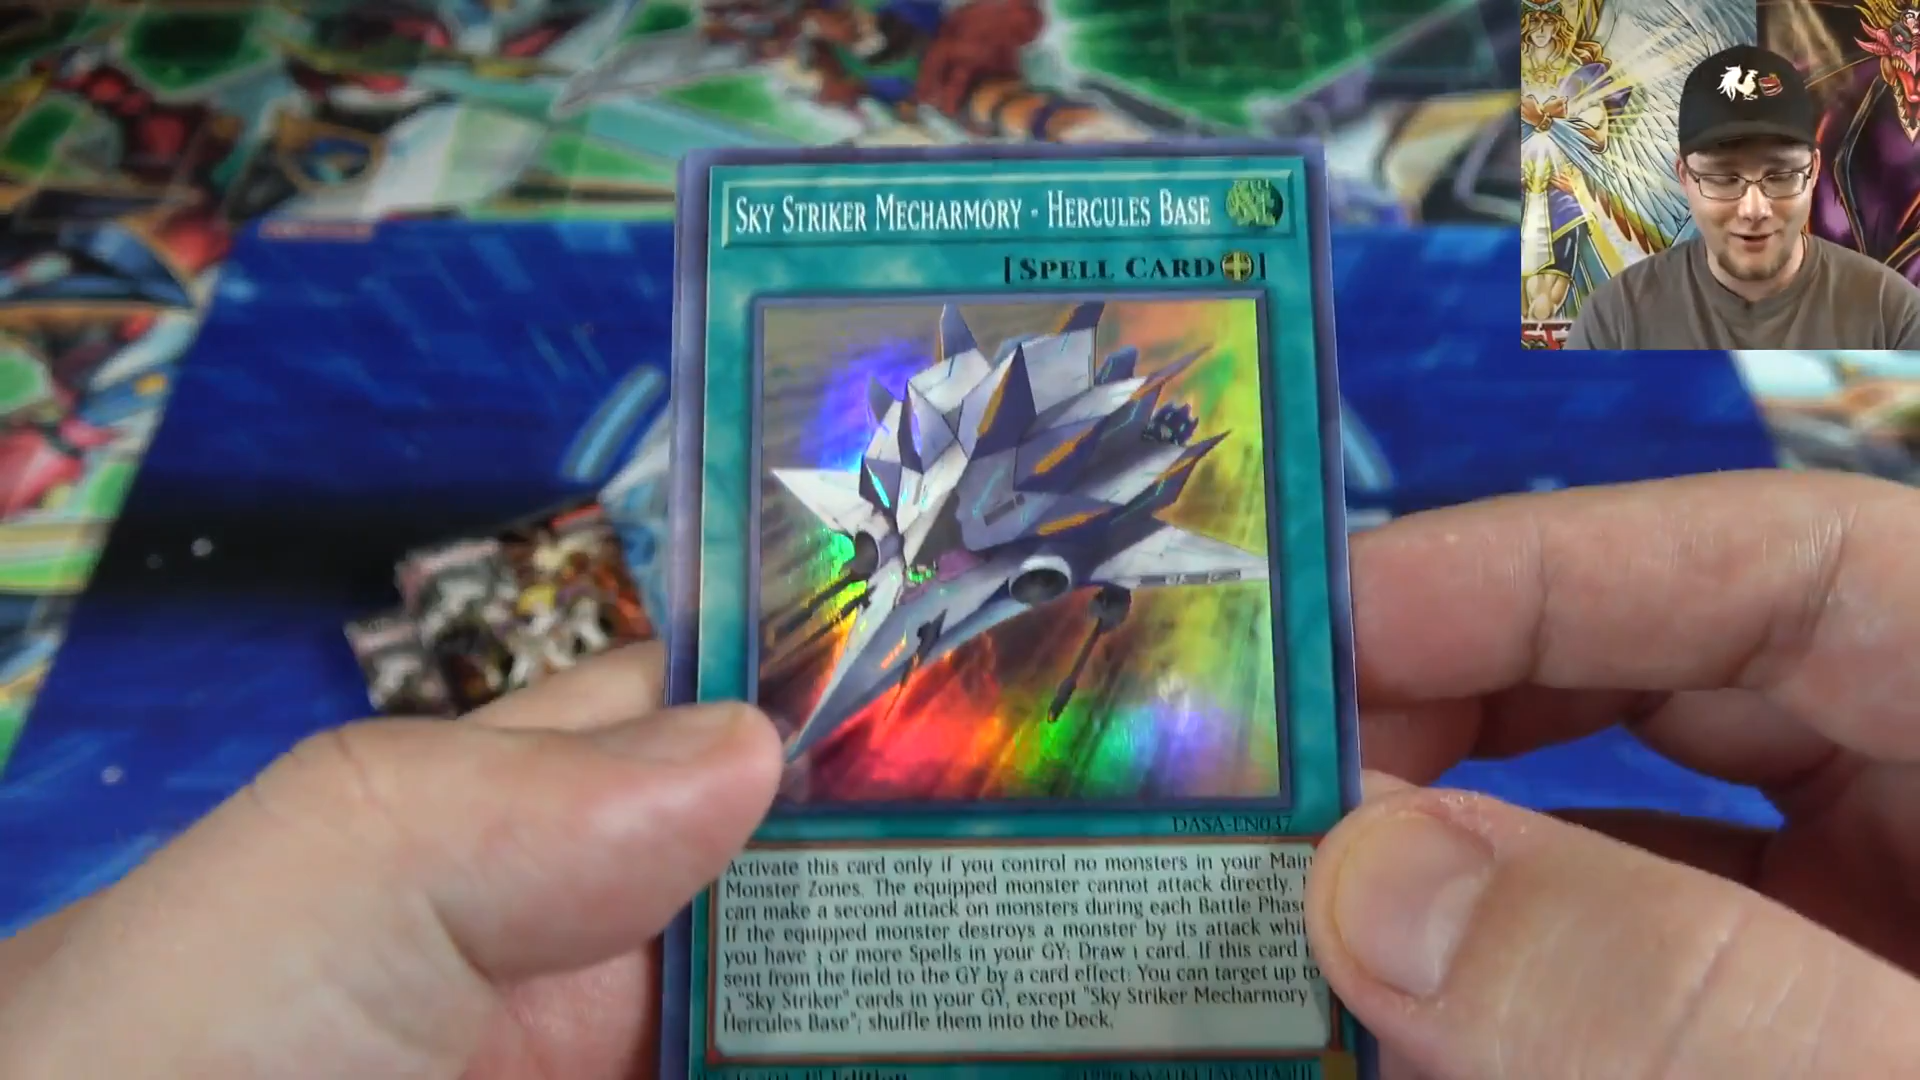 SKY STRIKER MECHARMORY - HERCULES BASE
[SPELL CARD]
DASA-EN037
Activate this card only if you control no monsters in your Main
Monster Zones. The equipped monster cannot attack directly.
can make a second attack on monsters during each Battle Phase
If the equipped monster destroys a monster by its attack whil
you have 3 or more Spells in your GY: Draw 1 card. If this card
sent from the field to the GY by a card effect: You can target up to
3 "Sky Striker" cards in your GY, except "Sky Striker Mecharmory
Hercules Base"; shuffle them into the Deck.
1st Edition
KAZUKI TAKAHASHI